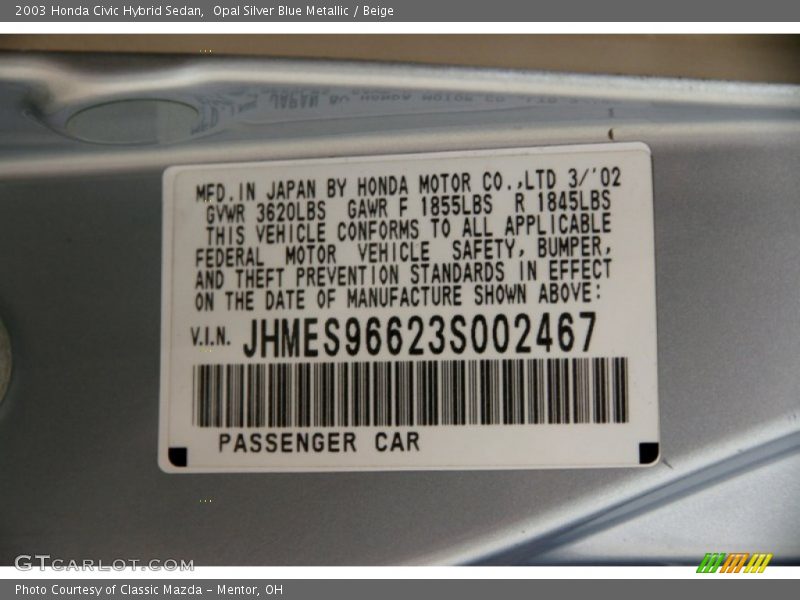 2003 Honda Civic Hybrid Sedan,  Opal Silver Blue Metallic / Beige
MFD. IN JAPAN BY HONDA MOTOR CO.,LTD 3/'02
GVWR 3620LBS GAWR F 1855LBS R 1845LBS
THIS VEHICLE CONFORMS TO ALL APPLICABLE
FEDERAL MOTOR VEHICLE SAFETY, BUMPER,
AND THEFT PREVENTION STANDARDS IN EFFECT
ON THE DATE OF MANUFACTURE SHOWN ABOVE:
V.I.N. JHMES96623S002467
PASSENGER CAR
GTCARLOT.COM
Photo Courtesy of Classic Mazda - Mentor, OH